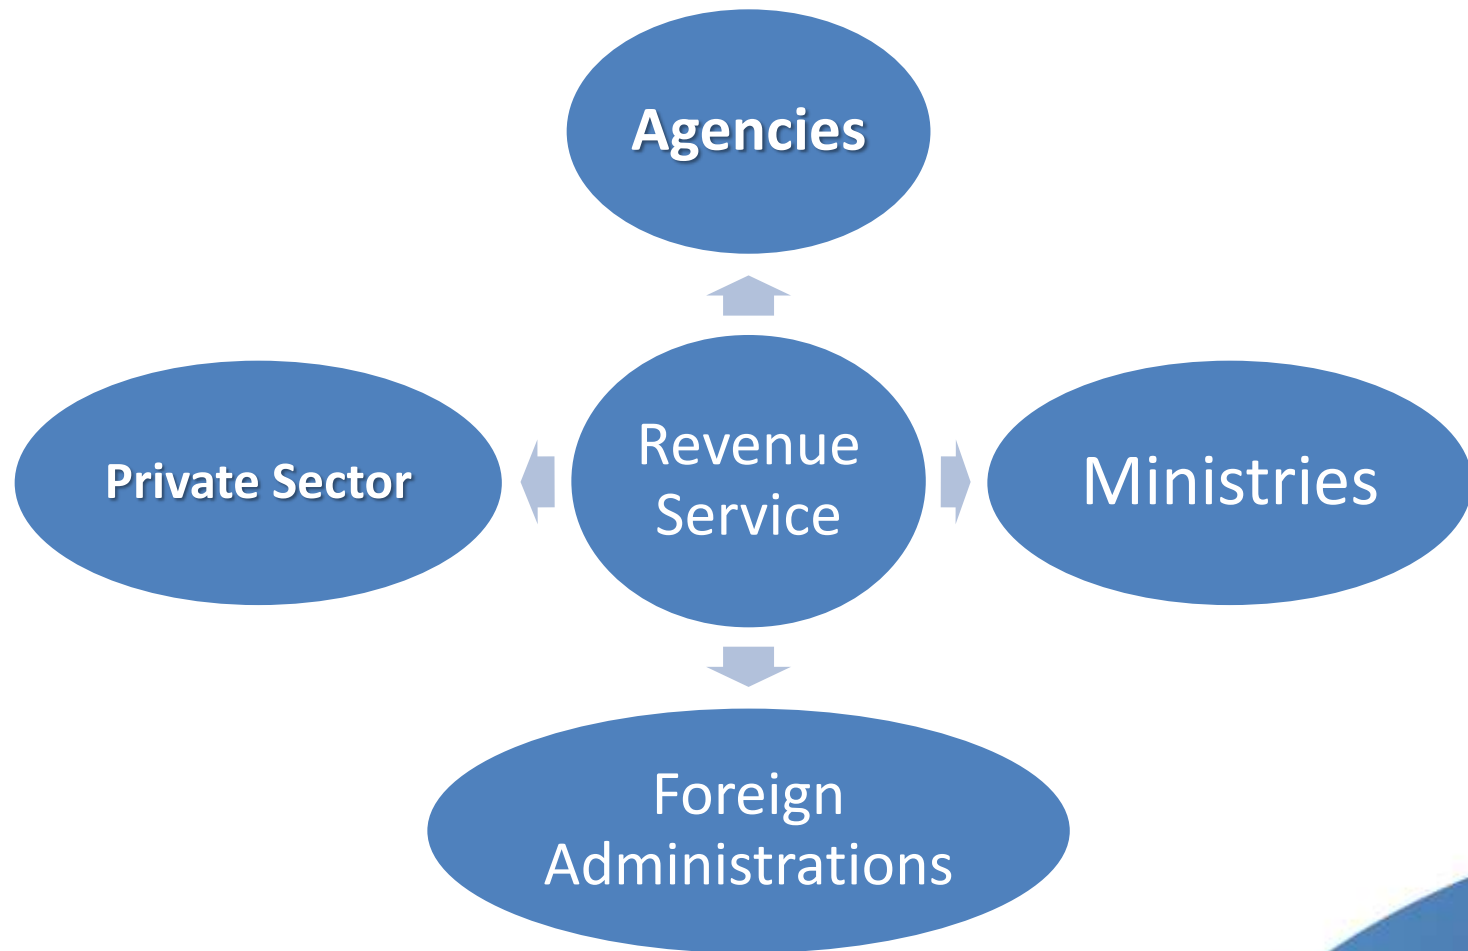 Agencies
Private Sector
Revenue
Service
Ministries
Foreign
Administrations